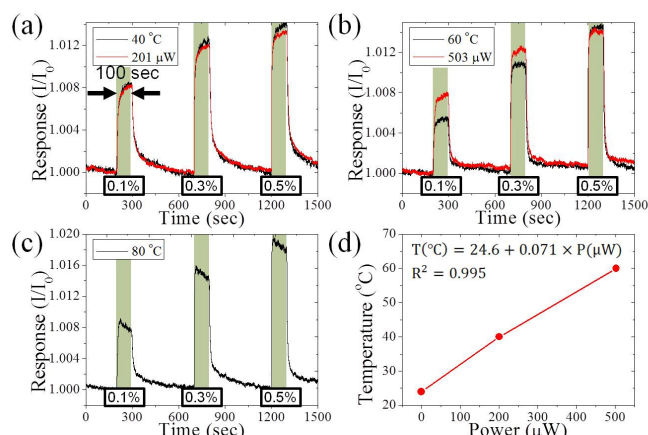 (a)
40 °C
201 μW
100 sec
1.012
1.008
1.004
1.000
Response (I/I0)
0.1%
0.3%
0.5%
0 300 600 900 1200 1500
Time (sec)
(b)
60 °C
503 μW
1.012
1.008
1.004
1.000
Response (I/I0)
0.1%
0.3%
0.5%
0 300 600 900 1200 1500
Time (sec)
(c)
80 °C
1.020
1.016
1.012
1.008
1.004
1.000
Response (I/I0)
0.1%
0.3%
0.5%
0 300 600 900 1200 1500
Time (sec)
(d)
T(°C) = 24.6 + 0.071 × P(μW)
R² = 0.995
80
70
60
50
40
30
20
Temperature (°C)
0 100 200 300 400 500
Power (μW)